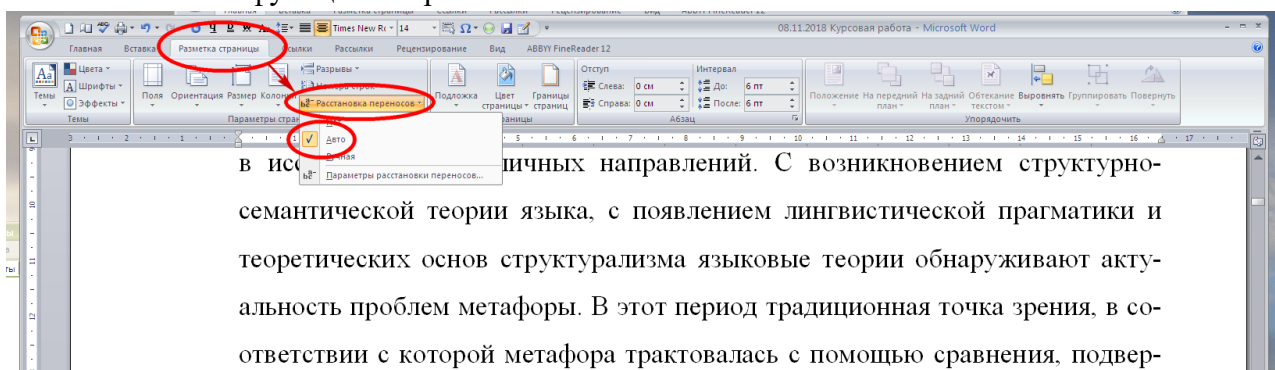 Times New Rс 14
08.11.2018 Курсовая работа - Microsoft Word
Главная Вставка Разметка страницы Ссылки Рассылки Рецензирование Вид ABBYY FineReader 12
Цвета
Шрифты
Эффекты
Темы
Поля Ориентация Размер
Разрывы
Расстановка переносов
Подложка Цвет страницы Границы страниц
Отступ Интервал
Слева: 0 см До: 6 пт
Справа: 0 см После: 6 пт
Положение На передний план На задний план Обтекание текстом Выровнять Группировать Повернуть
Темы Абзац Упорядочить
Авто
Ручная
Параметры расстановки переносов...
личных направлений. С возникновением структурно-
семантической теории языка, с появлением лингвистической прагматики и
теоретических основ структурализма языковые теории обнаруживают акту-
альность проблем метафоры. В этот период традиционная точка зрения, в со-
ответствии с которой метафора трактовалась с помощью сравнения, подвер-